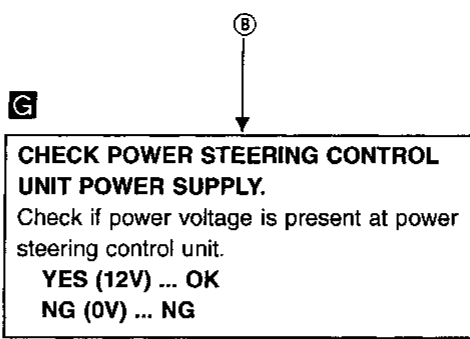 B
G
CHECK POWER STEERING CONTROL
UNIT POWER SUPPLY.
Check if power voltage is present at power
steering control unit.
YES (12V) ... OK
NG (0V) ... NG